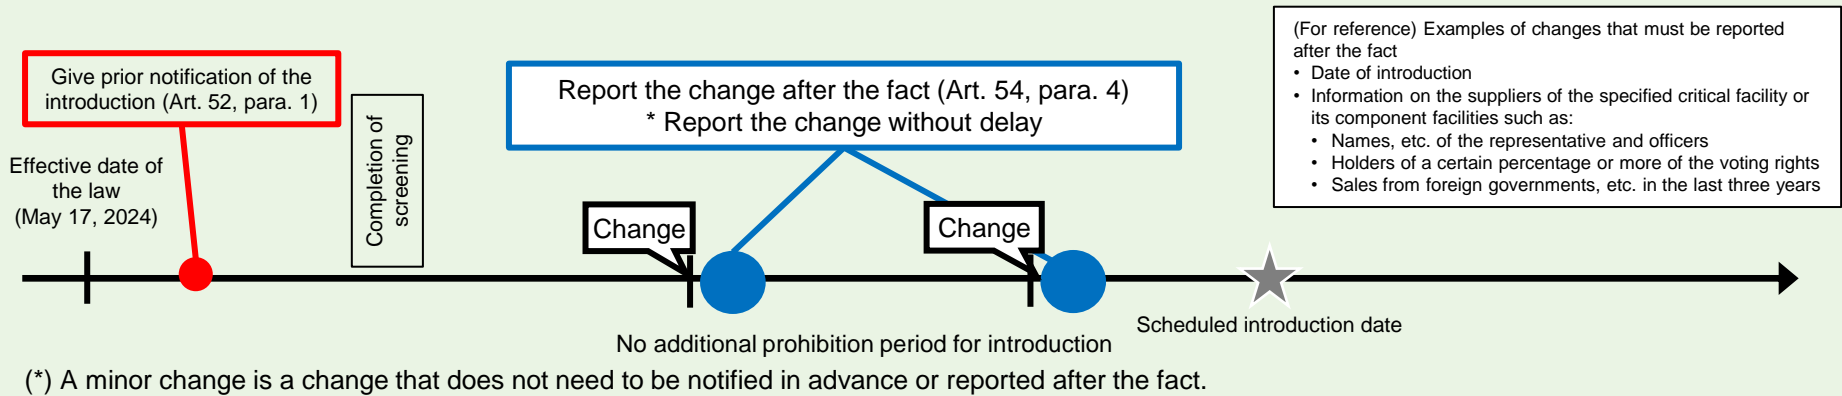 Give prior notification of the
introduction (Art. 52, para. 1)
Effective date of
the law
(May 17, 2024)
Completion of
screening
Report the change after the fact (Art. 54, para. 4)
* Report the change without delay
Change
Change
(For reference) Examples of changes that must be reported
after the fact
• Date of introduction
• Information on the suppliers of the specified critical facility or
its component facilities such as:
• Names, etc. of the representative and officers
• Holders of a certain percentage or more of the voting rights
• Sales from foreign governments, etc. in the last three years
Scheduled introduction date
No additional prohibition period for introduction
(*) A minor change is a change that does not need to be notified in advance or reported after the fact.